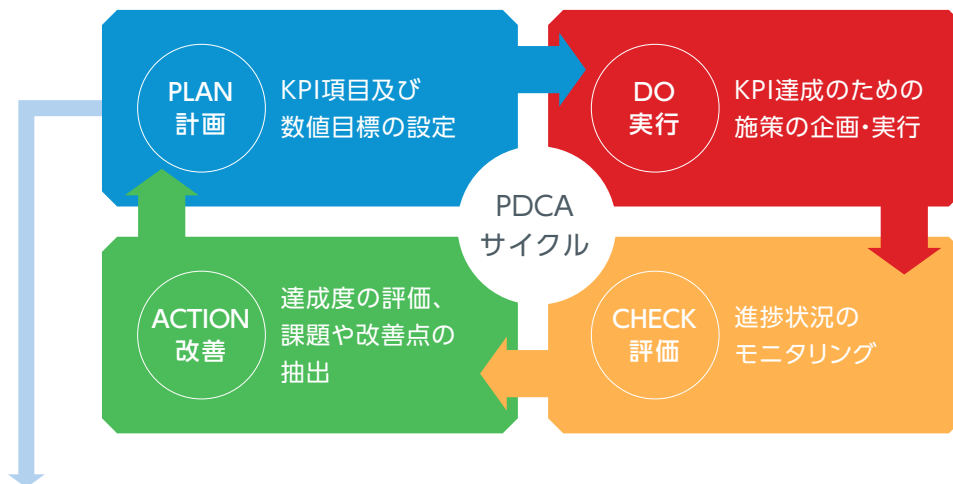 PLAN
計画
KPI項目及び
数値目標の設定
DO
実行
KPI達成のための
施策の企画・実行
PDCA
サイクル
ACTION
改善
達成度の評価、
課題や改善点の
抽出
CHECK
評価
進捗状況の
モニタリング